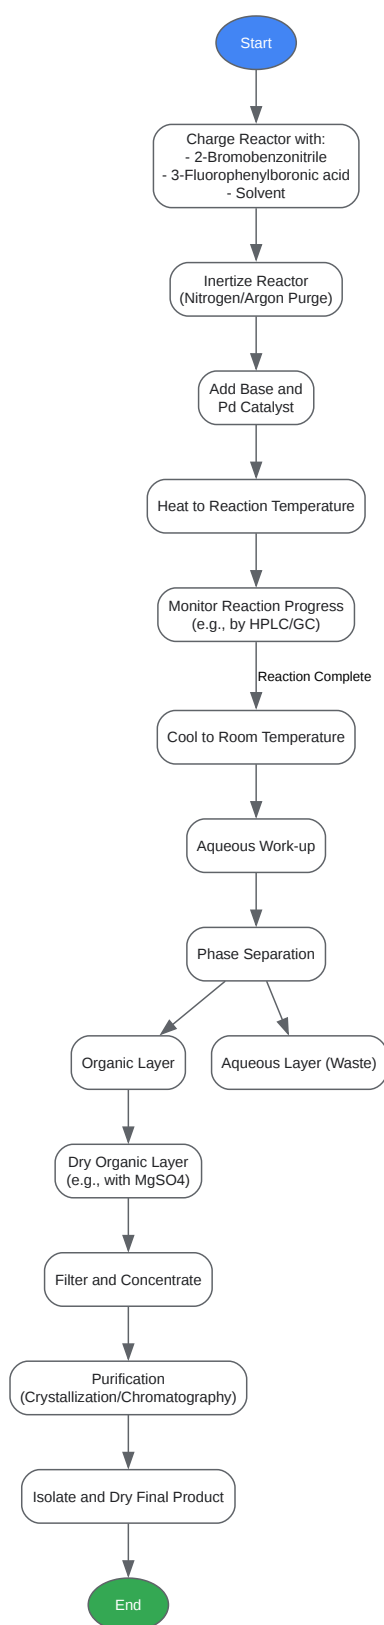 Start
Charge Reactor with:
- 2-Bromobenzonitrile
- 3-Fluorophenylboronic acid
- Solvent
Inertize Reactor
(Nitrogen/Argon Purge)
Add Base and
Pd Catalyst
Heat to Reaction Temperature
Monitor Reaction Progress
(e.g., by HPLC/GC)
Reaction Complete
Cool to Room Temperature
Aqueous Work-up
Phase Separation
Organic Layer
Aqueous Layer (Waste)
Dry Organic Layer
(e.g., with MgSO4)
Filter and Concentrate
Purification
(Crystallization/Chromatography)
Isolate and Dry Final Product
End